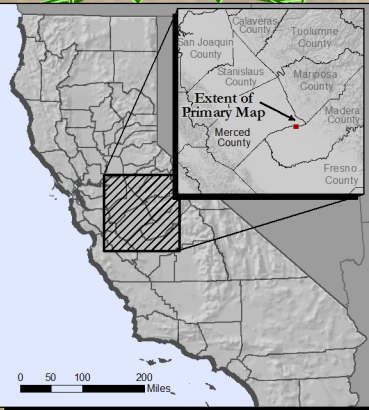 Calaveras
County
Tuolumne
County
San Joaquin
County
Stanislaus
County
Mariposa
County
Extent of
Primary Map
Madera
County
Merced
County
Fresno
County
0 50 100 200
Miles